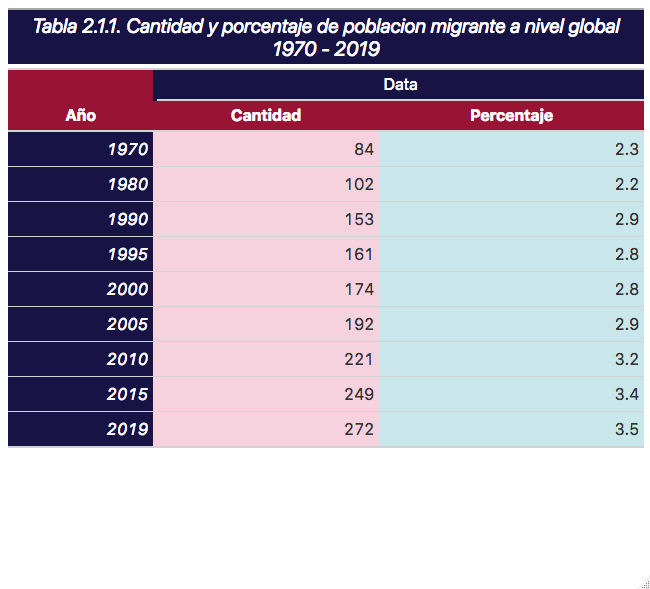 Tabla 2.1.1. Cantidad y porcentaje de poblacion migrante a nivel global
1970 - 2019
Data
Año Cantidad Percentaje
1970 84 2.3
1980 102 2.2
1990 153 2.9
1995 161 2.8
2000 174 2.8
2005 192 2.9
2010 221 3.2
2015 249 3.4
2019 272 3.5